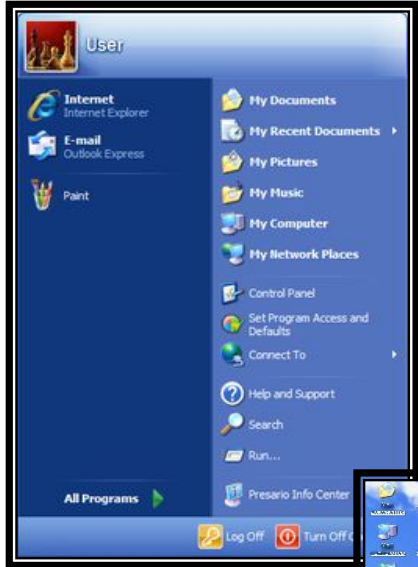 User
Internet
Internet Explorer
E-mail
Outlook Express
Paint
All Programs
My Documents
My Recent Documents
My Pictures
My Music
My Computer
My Network Places
Control Panel
Set Program Access and
Defaults
Connect To
Help and Support
Search
Run...
Presario Info Center
Log Off
Turn Off